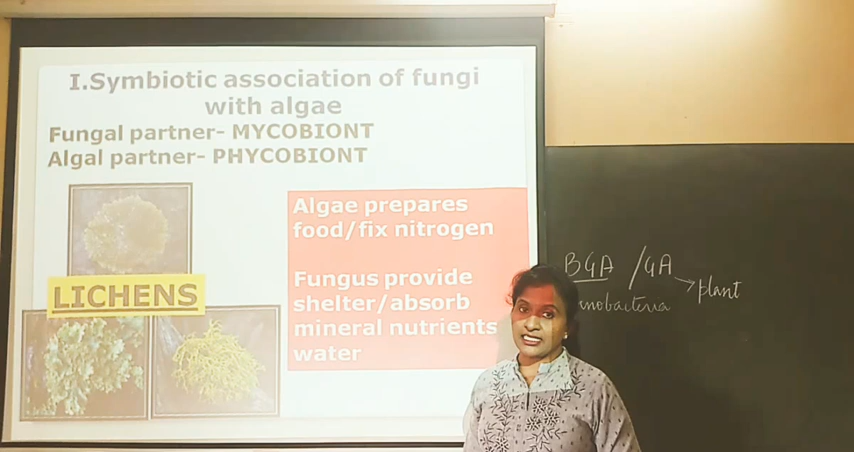 I.Symbiotic association of fungi
with algae
Fungal partner- MYCOBIONT
Algal partner- PHYCOBIONT
Algae prepares
food/fix nitrogen
Fungus provide
shelter/absorb
mineral nutrients
water
LICHENS
BGA / GA
→ plant
nobacteria